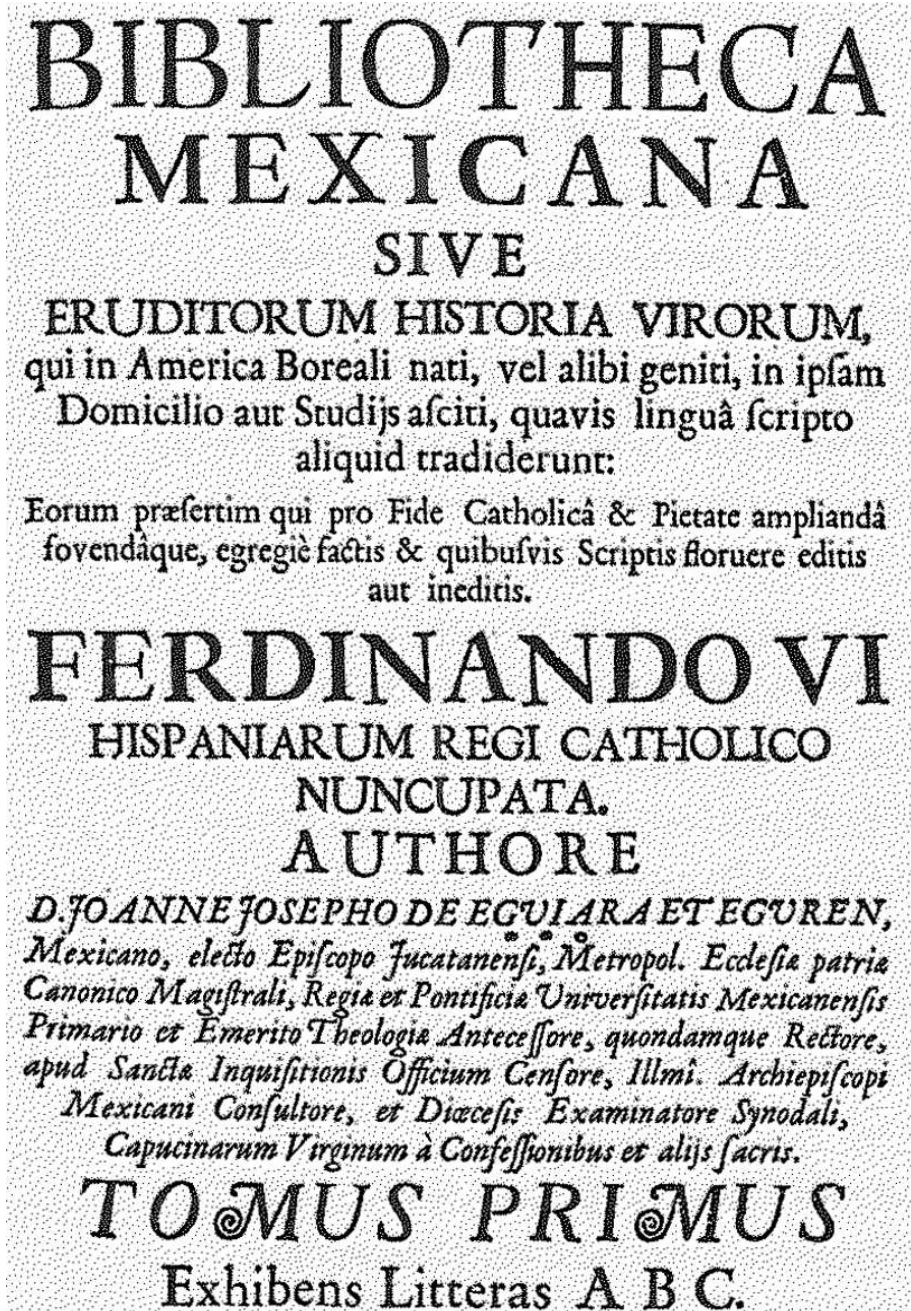 BIBLIOTHECA
MEXICANA
SIVE
ERUDITORUM HISTORIA VIRORUM,
qui in America Boreali nati, vel alibi geniti, in ipſam
Domicilio aut Studijs aſciti, quavis linguâ ſcripto
aliquid tradiderunt:
Eorum præſertim qui pro Fide Catholicâ & Pietate ampliandâ
fovendâque, egregiè factis & quibuſvis Scriptis floruere editis
aut ineditis.
FERDINANDO VI
HISPANIARUM REGI CATHOLICO
NUNCUPATA.
AUTHORE
D. JOANNE JOSEPHO DE EGUIARA ET EGUREN,
Mexicano, electo Epiſcopo Jucatanenſi, Metropol. Eccleſiæ patriæ
Canonico Magiſtrali, Regiæ et Pontificiæ Univerſitatis Mexicanenſis
Primario et Emerito Theologiæ Anteceſſore, quondamque Rectore,
apud Sanctæ Inquiſitionis Officium Cenſore, Illmî. Archiepiſcopi
Mexicani Conſultore, et Diœceſis Examinatore Synodali,
Capucinarum Virginum à Confeſſionibus et alijs ſacris.
TOMUS PRIMUS
Exhibens Litteras A B C.